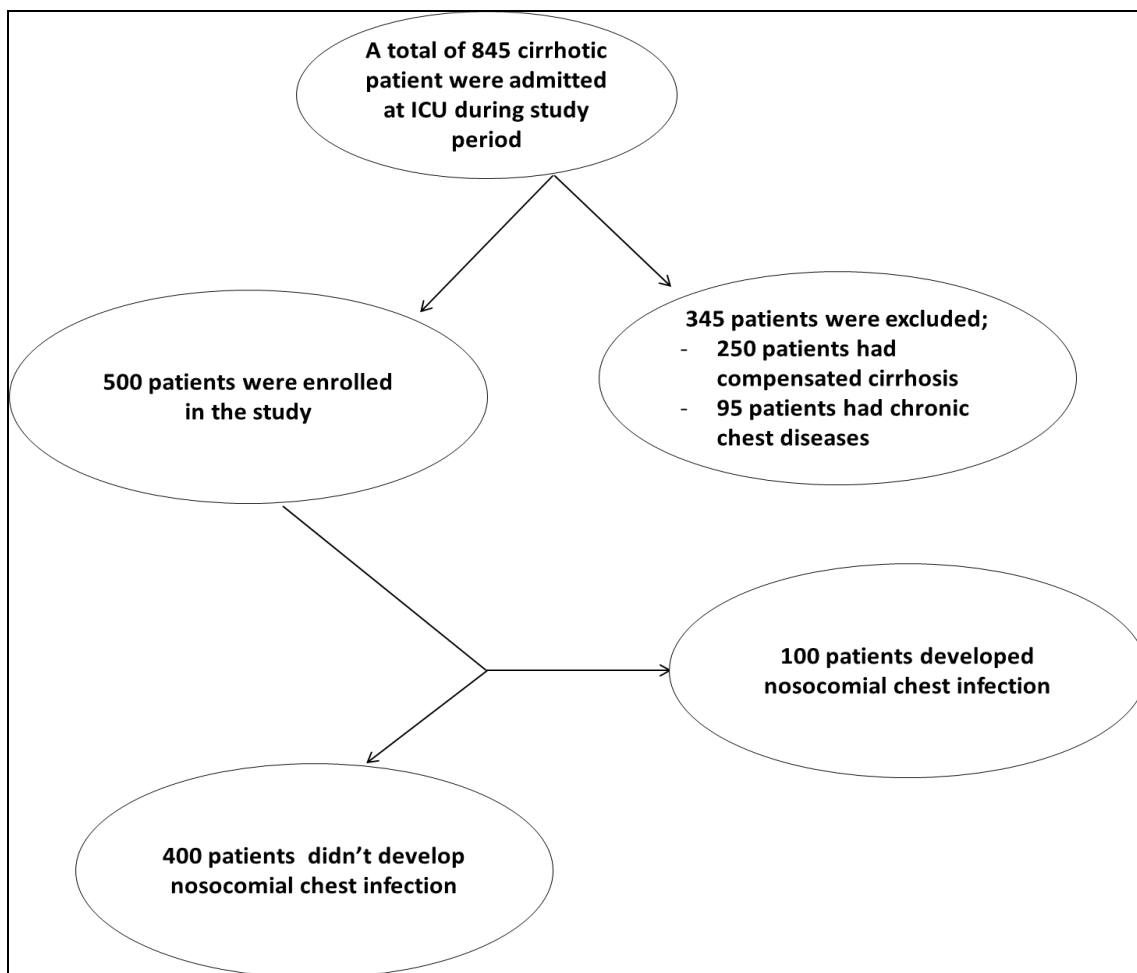 A total of 845 cirrhotic
patient were admitted
at ICU during study
period
500 patients were enrolled
in the study
345 patients were excluded;
- 250 patients had
compensated cirrhosis
- 95 patients had chronic
chest diseases
100 patients developed
nosocomial chest infection
400 patients  didn’t develop
nosocomial chest infection